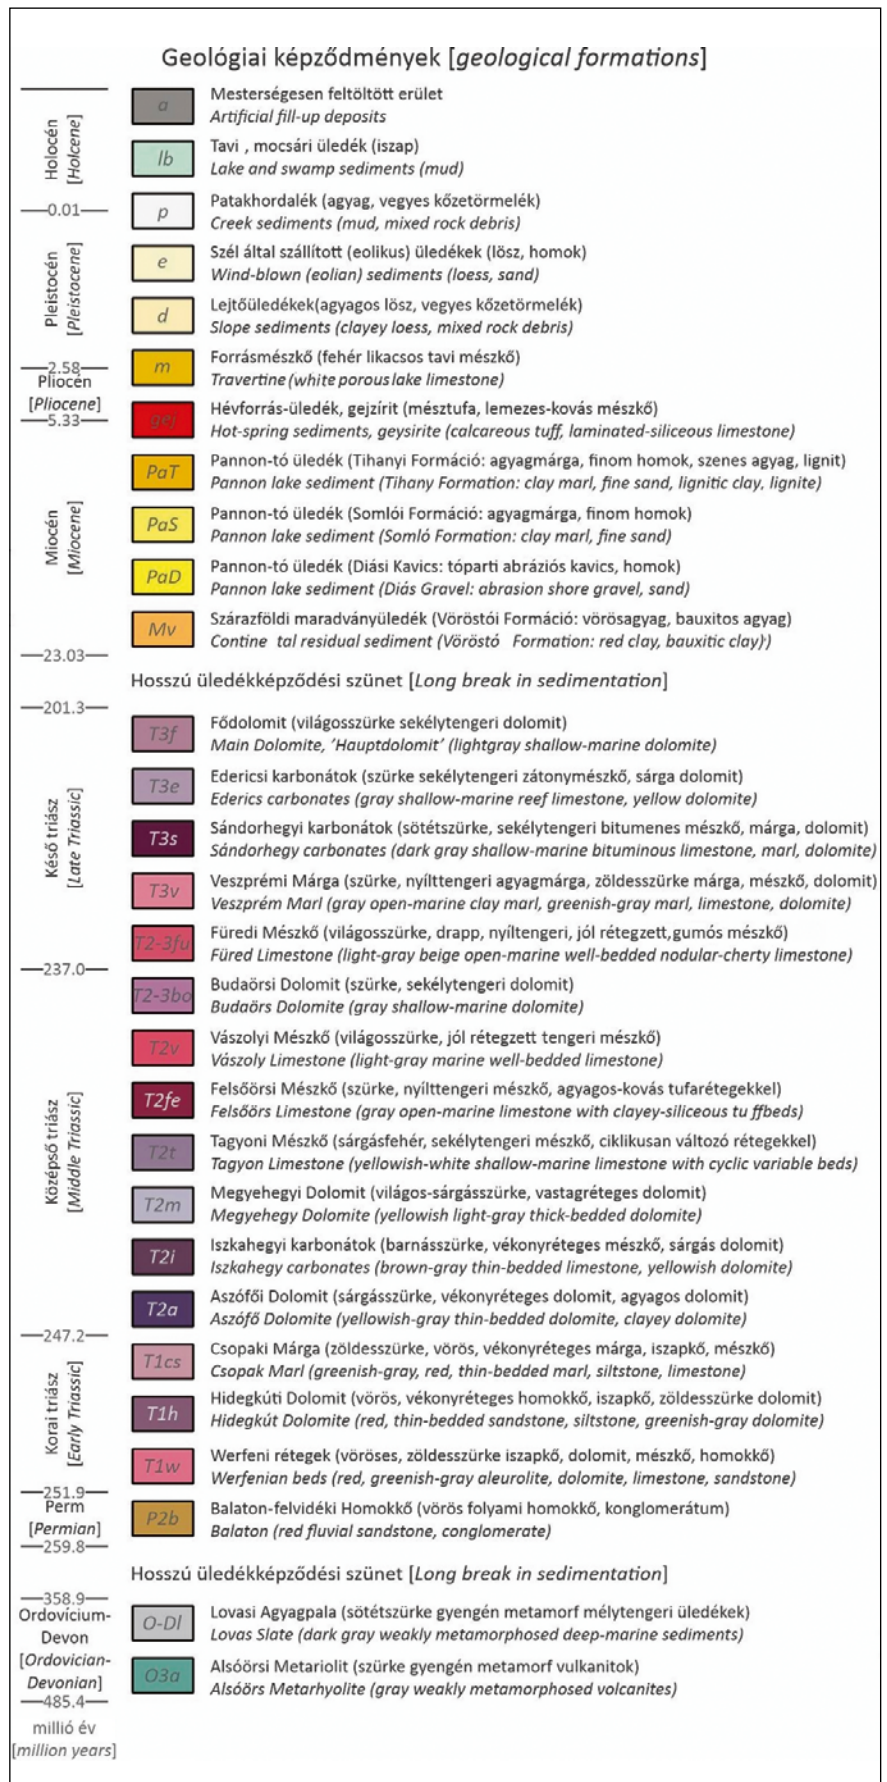 Geológiai képződmények [geological formations]
Holocén
[Holcene]
a
Mesterségesen feltöltött erület
Artificial fill-up deposits
lb
Tavi , mocsári üledék (iszap)
Lake and swamp sediments (mud)
0.01
p
Patakhordalék (agyag, vegyes kőzetörmelék)
Creek sediments (mud, mixed rock debris)
Pleistocén
[Pleistocene]
e
Szél által szállított (eolikus) üledékek (lösz, homok)
Wind-blown (eolian) sediments (loess, sand)
d
Lejtőüledékek(agyagos lösz, vegyes kőzetörmelék)
Slope sediments (clayey loess, mixed rock debris)
2.58
m
Forrásmészkő (fehér likacsos tavi mészkő)
Travertine (white porous lake limestone)
Pliocén
[Pliocene]
5.33
gej
Hévforrás-üledék, gejzírit (mésztufa, lemezes-kovás mészkő)
Hot-spring sediments, geysirite (calcareous tuff, laminated-siliceous limestone)
Miocén
[Miocene]
PaT
Pannon-tó üledék (Tihanyi Formáció: agyagmárga, finom homok, szenes agyag, lignit)
Pannon lake sediment (Tihany Formation: clay marl, fine sand, lignitic clay, lignite)
PaS
Pannon-tó üledék (Somlói Formáció: agyagmárga, finom homok)
Pannon lake sediment (Somló Formation: clay marl, fine sand)
PaD
Pannon-tó üledék (Diási Kavics: tóparti abráziós kavics, homok)
Pannon lake sediment (Diás Gravel: abrasion shore gravel, sand)
Mv
Szárazföldi maradványüledék (Vöröstói Formáció: vörösagyag, bauxitos agyag)
Contine tal residual sediment (Vöröstó Formation: red clay, bauxitic clay))
23.03
Hosszú üledékképződési szünet [Long break in sedimentation]
201.3
Késő triász
[Late Triassic]
T3f
Fődolomit (világosszürke sekélytengeri dolomit)
Main Dolomite, ’Hauptdolomit’ (lightgray shallow-marine dolomite)
T3e
Edericsi karbonátok (szürke sekélytengeri zátonymészkő, sárga dolomit)
Ederics carbonates (gray shallow-marine reef limestone, yellow dolomite)
T3s
Sándorhegyi karbonátok (sötétszürke, sekélytengeri bitumenes mészkő, márga, dolomit)
Sándorhegy carbonates (dark gray shallow-marine bituminous limestone, marl, dolomite)
T3v
Veszprémi Márga (szürke, nyílttengeri agyagmárga, zöldesszürke márga, mészkő, dolomit)
Veszprém Marl (gray open-marine clay marl, greenish-gray marl, limestone, dolomite)
T2-3fu
Füredi Mészkő (világosszürke, drapp, nyíltengeri, jól rétegzett,gumós mészkő)
Füred Limestone (light-gray beige open-marine well-bedded nodular-cherty limestone)
237.0
T2-3bo
Budaörsi Dolomit (szürke, sekélytengeri dolomit)
Budaörs Dolomite (gray shallow-marine dolomite)
Középső triász
[Middle Triassic]
T2v
Vászolyi Mészkő (világosszürke, jól rétegzett tengeri mészkő)
Vászoly Limestone (light-gray marine well-bedded limestone)
T2fe
Felsőörsi Mészkő (szürke, nyílttengeri mészkő, agyagos-kovás tufarétegekkel)
Felsőörs Limestone (gray open-marine limestone with clayey-siliceous tu ffbeds)
T2t
Tagyoni Mészkő (sárgásfehér, sekélytengeri mészkő, ciklikusan változó rétegekkel)
Tagyon Limestone (yellowish-white shallow-marine limestone with cyclic variable beds)
T2m
Megyehegyi Dolomit (világos-sárgásszürke, vastagréteges dolomit)
Megyehegy Dolomite (yellowish light-gray thick-bedded dolomite)
T2i
Iszkahegyi karbonátok (barnásszürke, vékonyréteges mészkő, sárgás dolomit)
Iszkahegy carbonates (brown-gray thin-bedded limestone, yellowish dolomite)
T2a
Aszófői Dolomit (sárgásszürke, vékonyréteges dolomit, agyagos dolomit)
Aszófő Dolomite (yellowish-gray thin-bedded dolomite, clayey dolomite)
247.2
Korai triász
[Early Triassic]
T1cs
Csopaki Márga (zöldesszürke, vörös, vékonyréteges márga, iszapkő, mészkő)
Csopak Marl (greenish-gray, red, thin-bedded marl, siltstone, limestone)
T1h
Hidegkúti Dolomit (vörös, vékonyréteges homokkő, iszapkő, zöldesszürke dolomit)
Hidegkút Dolomite (red, thin-bedded sandstone, siltstone, greenish-gray dolomite)
T1w
Werfeni rétegek (vöröses, zöldesszürke iszapkő, dolomit, mészkő, homokkő)
Werfenian beds (red, greenish-gray aleurolite, dolomite, limestone, sandstone)
251.9
Perm
[Permian]
P2b
Balaton-felvidéki Homokkő (vörös folyami homokkő, konglomerátum)
Balaton (red fluvial sandstone, conglomerate)
259.8
Hosszú üledékképződési szünet [Long break in sedimentation]
358.9
Ordovícium-
Devon
[Ordovician-
Devonian]
O-Dl
Lovasi Agyagpala (sötétszürke gyengén metamorf mélytengeri üledékek)
Lovas Slate (dark gray weakly metamorphosed deep-marine sediments)
O3a
Alsóörsi Metariolit (szürke gyengén metamorf vulkanitok)
Alsóörs Metarhyolite (gray weakly metamorphosed volcanites)
485.4
millió év
[million years]